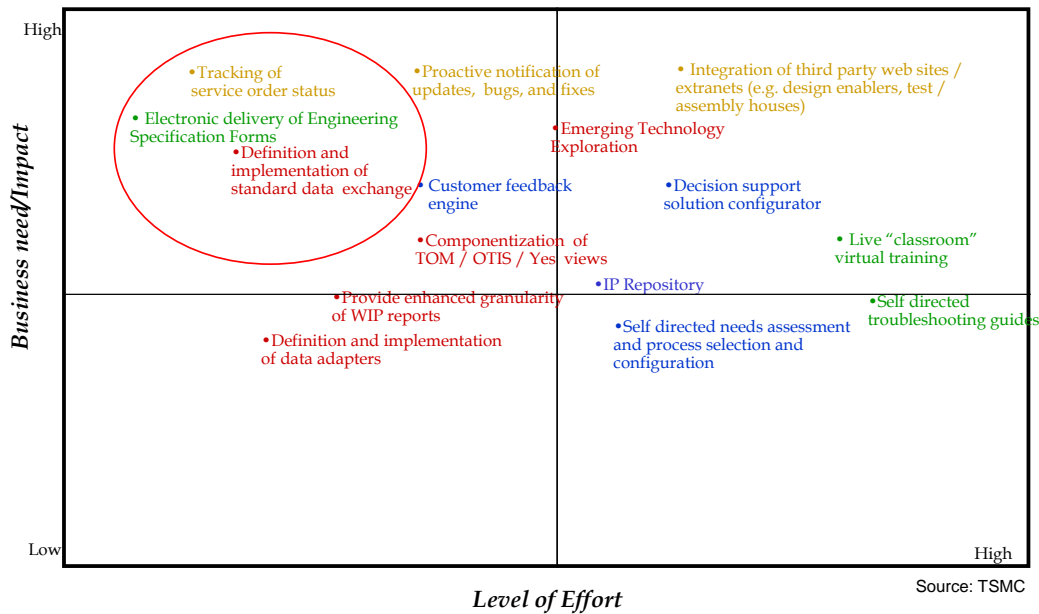 High
•Tracking of
service order status
•Proactive notification of
updates, bugs, and fixes
• Integration of third party web sites /
extranets (e.g. design enablers, test /
/ assembly houses)
• Electronic delivery of Engineering
Specification Forms
•Emerging Technology
Exploration
•Definition and
implementation of
standard data exchange
•Customer feedback
engine
•Decision support
solution configurator
•Componentization of
TOM / OTIS / Yes views
• Live “classroom”
virtual training
•IP Repository
•Provide enhanced granularity
of WIP reports
•Self directed
troubleshooting guides
•Definition and implementation
of data adapters
•Self directed needs assessment
and process selection and
configuration
Business need/Impact
Low
High
Level of Effort
Source: TSMC